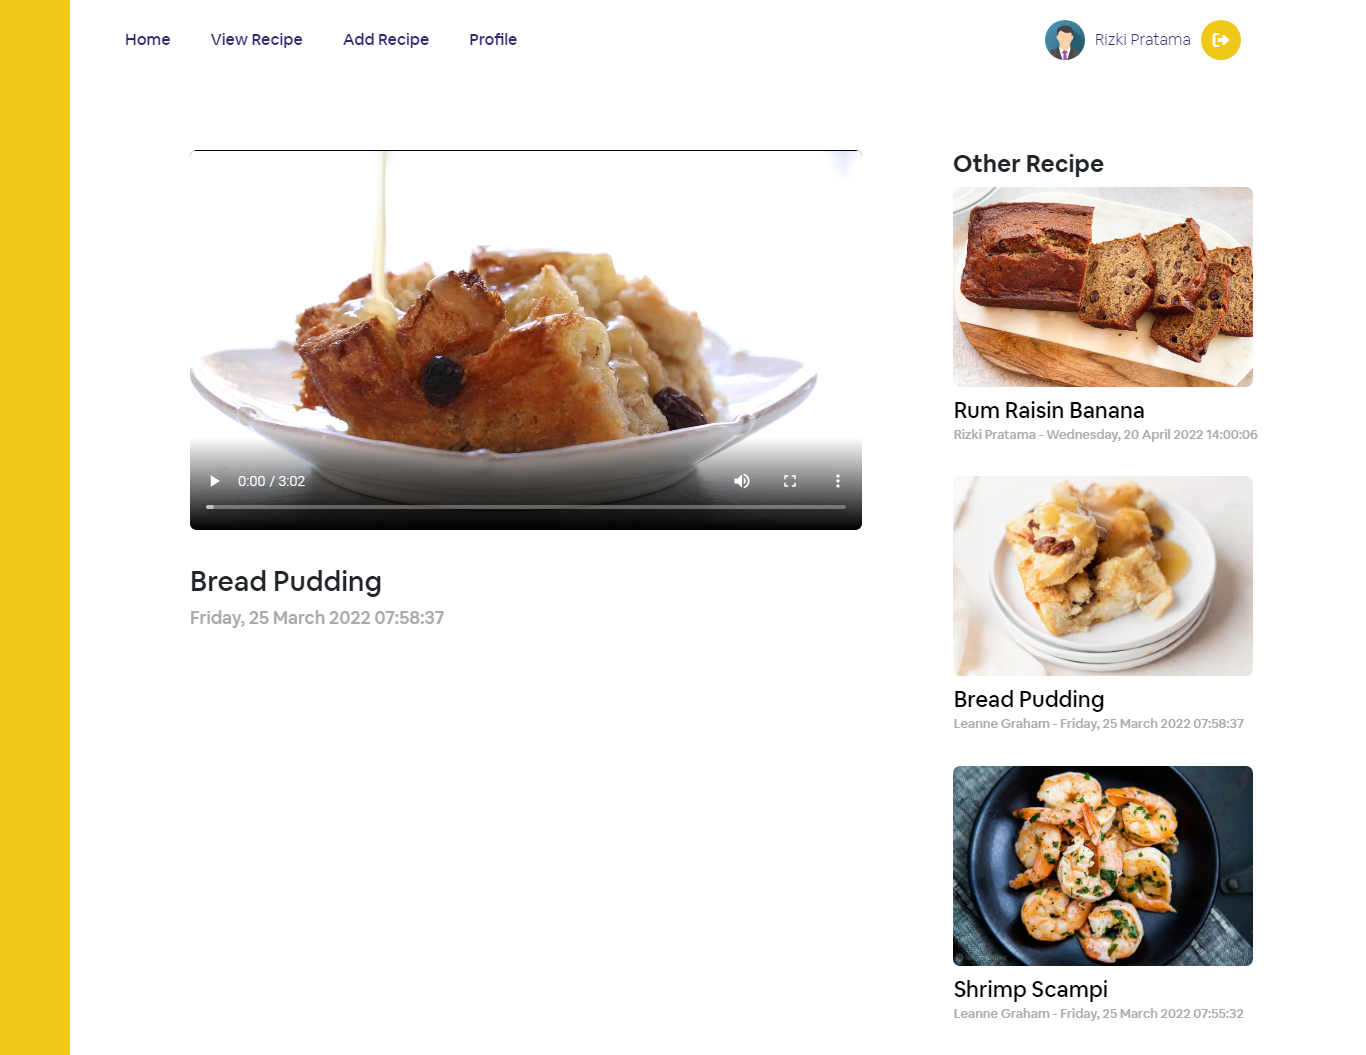 Home View Recipe Add Recipe Profile Rizki Pratama
0:00 / 3:02
Bread Pudding
Friday, 25 March 2022 07:58:37
Other Recipe
Rum Raisin Banana
Rizki Pratama - Wednesday, 20 April 2022 14:00:06
Bread Pudding
Leanne Graham - Friday, 25 March 2022 07:58:37
Shrimp Scampi
Leanne Graham - Friday, 25 March 2022 07:55:32